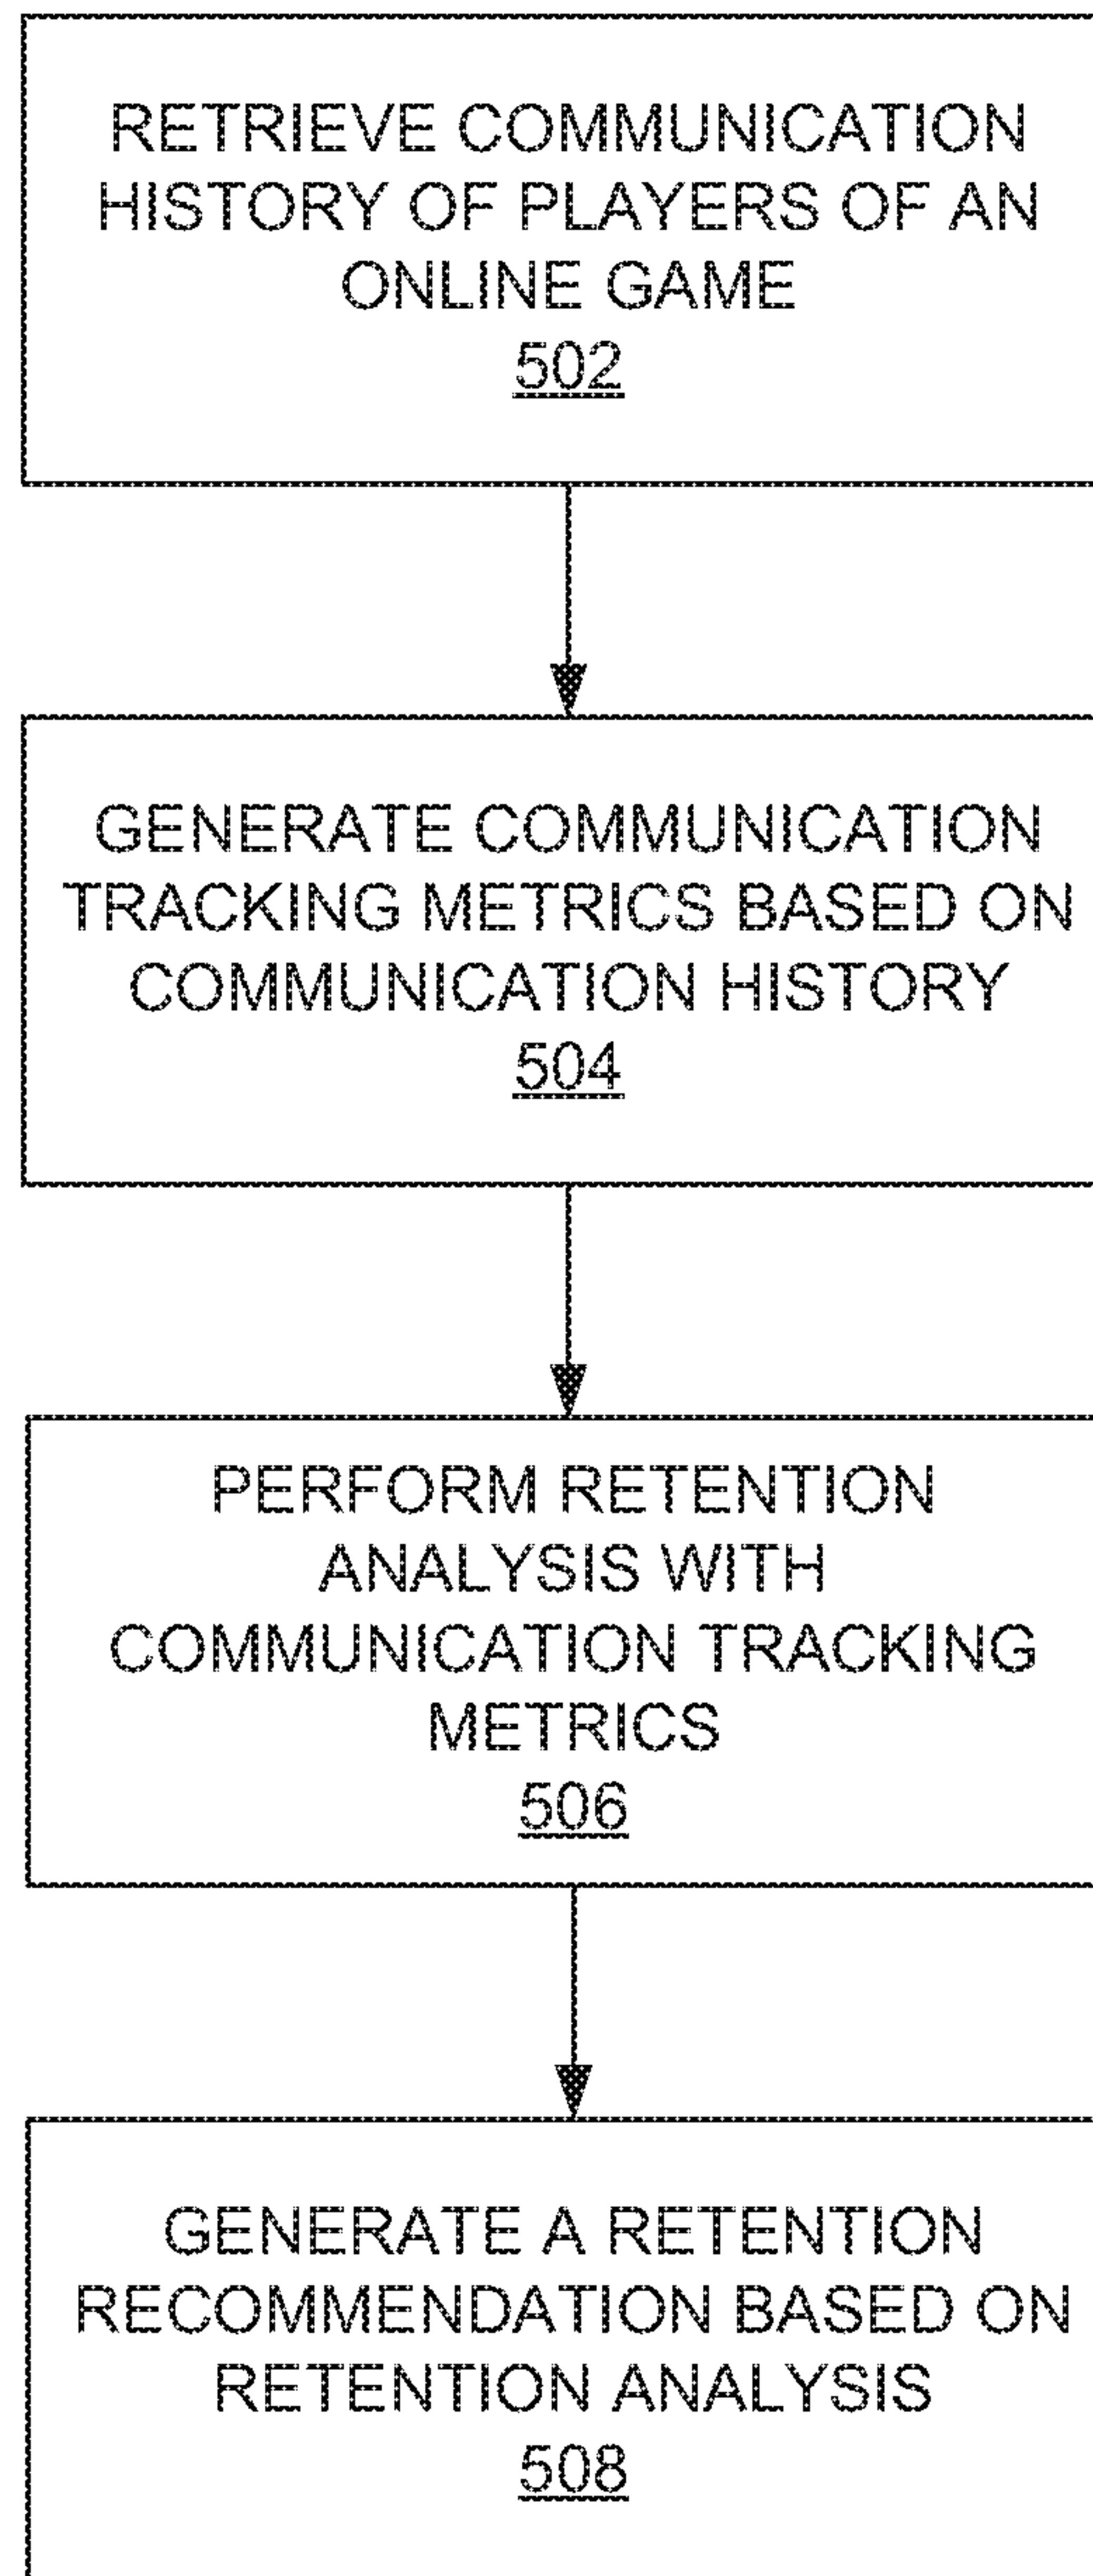 RETRIEVE COMMUNICATION
HISTORY OF PLAYERS OF AN
ONLINE GAME
502
GENERATE COMMUNICATION
TRACKING METRICS BASED ON
COMMUNICATION HISTORY
504
PERFORM RETENTION
ANALYSIS WITH
COMMUNICATION TRACKING
METRICS
506
GENERATE A RETENTION
RECOMMENDATION BASED ON
RETENTION ANALYSIS
508